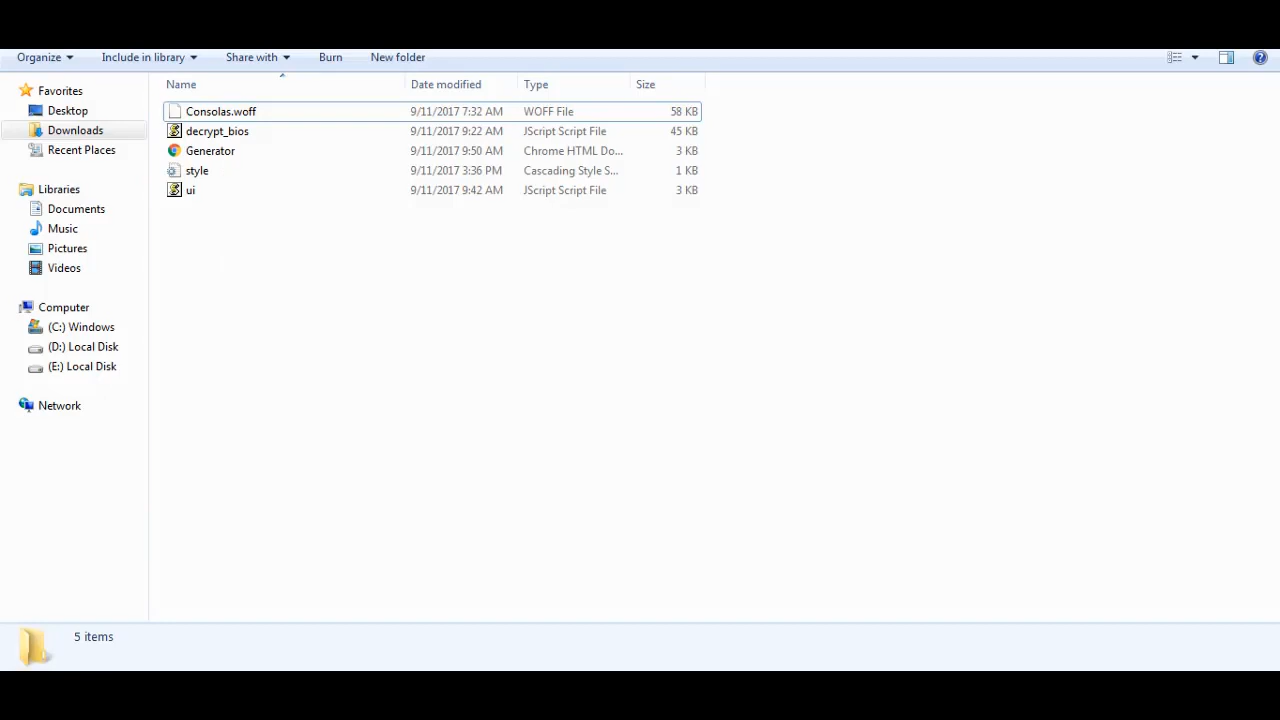 Organize Include in library Share with Burn New folder
Name Date modified Type Size
Favorites
Desktop
Downloads
Recent Places
Libraries
Documents
Music
Pictures
Videos
Computer
(C:) Windows
(D:) Local Disk
(E:) Local Disk
Network
Consolas.woff 9/11/2017 7:32 AM WOFF File 58 KB
decrypt_bios 9/11/2017 9:22 AM JScript Script File 45 KB
Generator 9/11/2017 9:50 AM Chrome HTML Do... 3 KB
style 9/11/2017 3:36 PM Cascading Style S... 1 KB
ui 9/11/2017 9:42 AM JScript Script File 3 KB
5 items